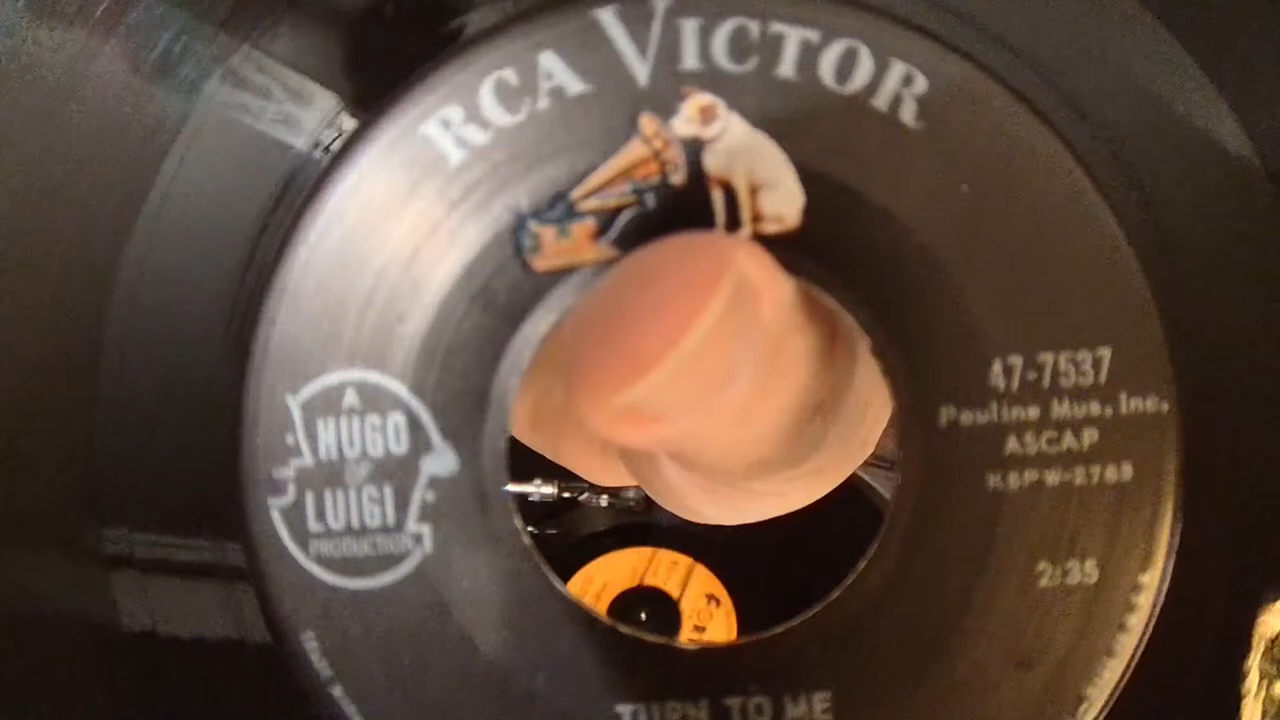 RCA VICTOR
A
HUGO
&
LUIGI
PRODUCTION
47-7537
Pauline Mus. Inc.
ASCAP
2:35
TURN TO ME